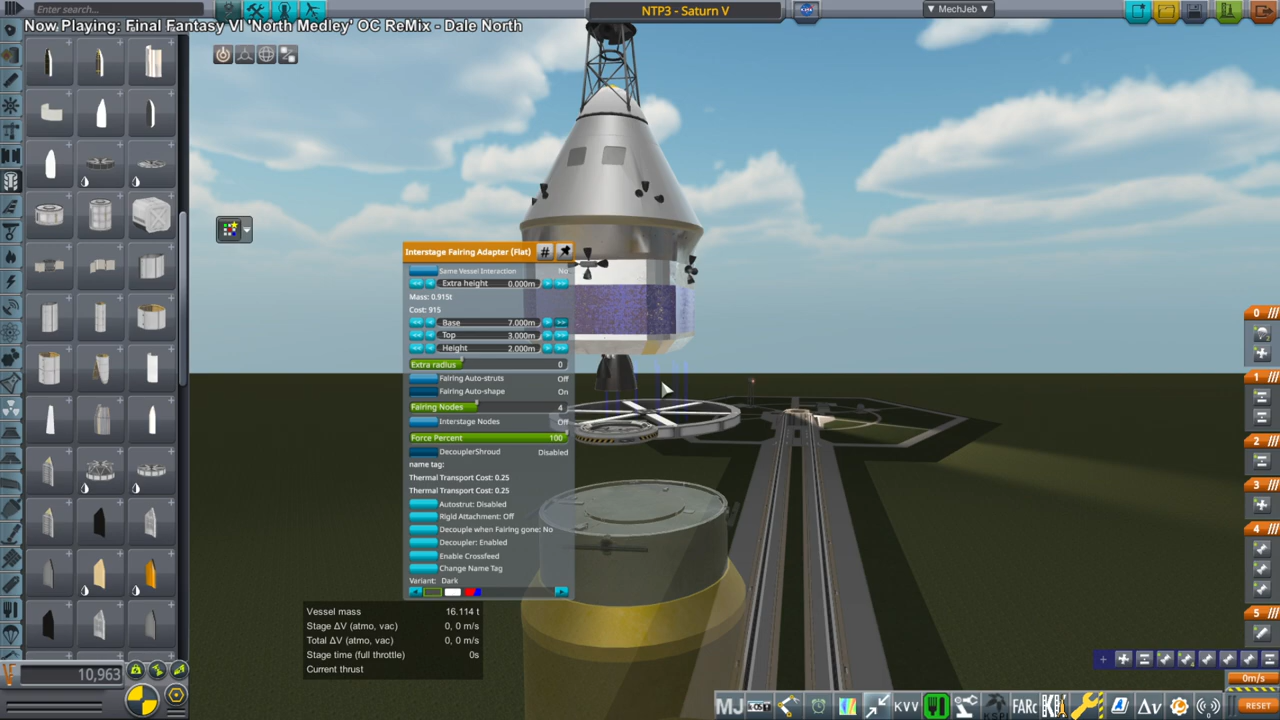 Enter search...
Now Playing: Final Fantasy VI 'North Medley' OC ReMix - Dale North
NTP3 - Saturn V
▼ MechJeb ▼
Interstage Fairing Adapter (Flat) #
Same Vessel Interaction No
Extra height 0.000m
Mass: 0.915t
Cost: 915
Base 7.000m
Top 3.000m
Height 2.000m
Extra radius 0
Fairing Auto-struts Off
Fairing Auto-shape On
Fairing Nodes 4
Interstage Nodes Off
Force Percent 100
DecouplerShroud Disabled
name tag:
Thermal Transport Cost: 0.25
Thermal Transport Cost: 0.25
Autostrut: Disabled
Rigid Attachment: Off
Decouple when Fairing gone: No
Decoupler: Enabled
Enable Crossfeed
Change Name Tag
Variant: Dark
Vessel mass 16.114 t
Stage ΔV (atmo, vac) 0, 0 m/s
Total ΔV (atmo, vac) 0, 0 m/s
Stage time (full throttle) 0s
Current thrust
10,963
0
1
2
3
4
5
0m/s
MJ
KVV
KSPI
FARc
Δv
RESET